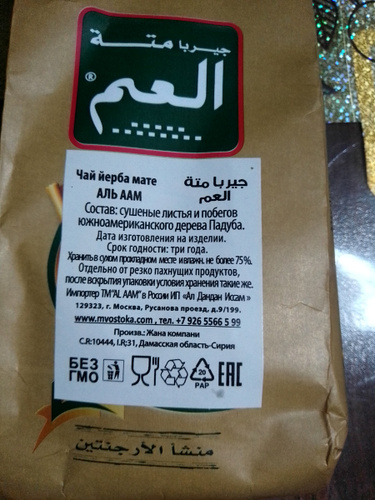 جيربا متة
العم
®
Чай йерба мате
АЛЬ ААМ
جيربا متة
العم
Состав: сушеные листья и побегов
южноамериканского дерева Падуба.
Дата изготовления на изделии.
Срок годности: три года.
Хранить в сухом прохладном месте и влажн. не более 75%.
Отдельно от резко пахнущих продуктов,
после вскрытия упаковки условия хранения такие же.
Импортер ТМ"AL AAM" в России ИП «Ал Дандан Иссам »
129323, г. Москва, Русанова проезд, д.9/199.
www.mvostoka.com , тел. +7 926 5566 5 99
Произв.: Жана компани
C.R:10444, I.R;31, Дамасская область-Сирия
БЕЗ
ГМО
20
PAP
EAC
منشأ الأرجنتين